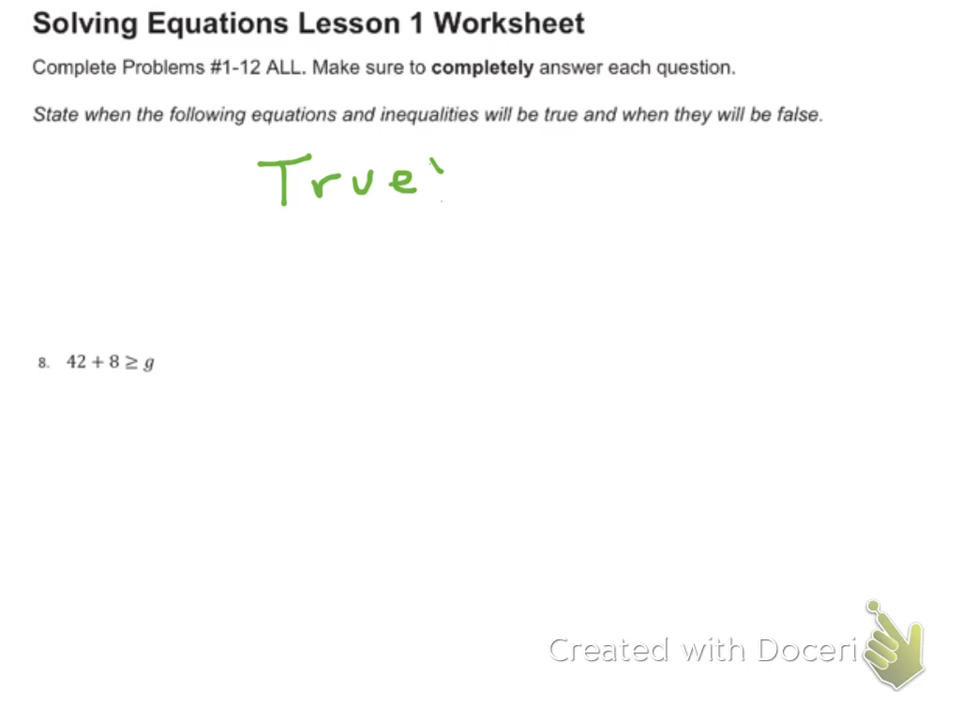 Solving Equations Lesson 1 Worksheet
Complete Problems #1-12 ALL. Make sure to completely answer each question.
State when the following equations and inequalities will be true and when they will be false.
True
8. 42 + 8 ≥ g
Created with Doceri